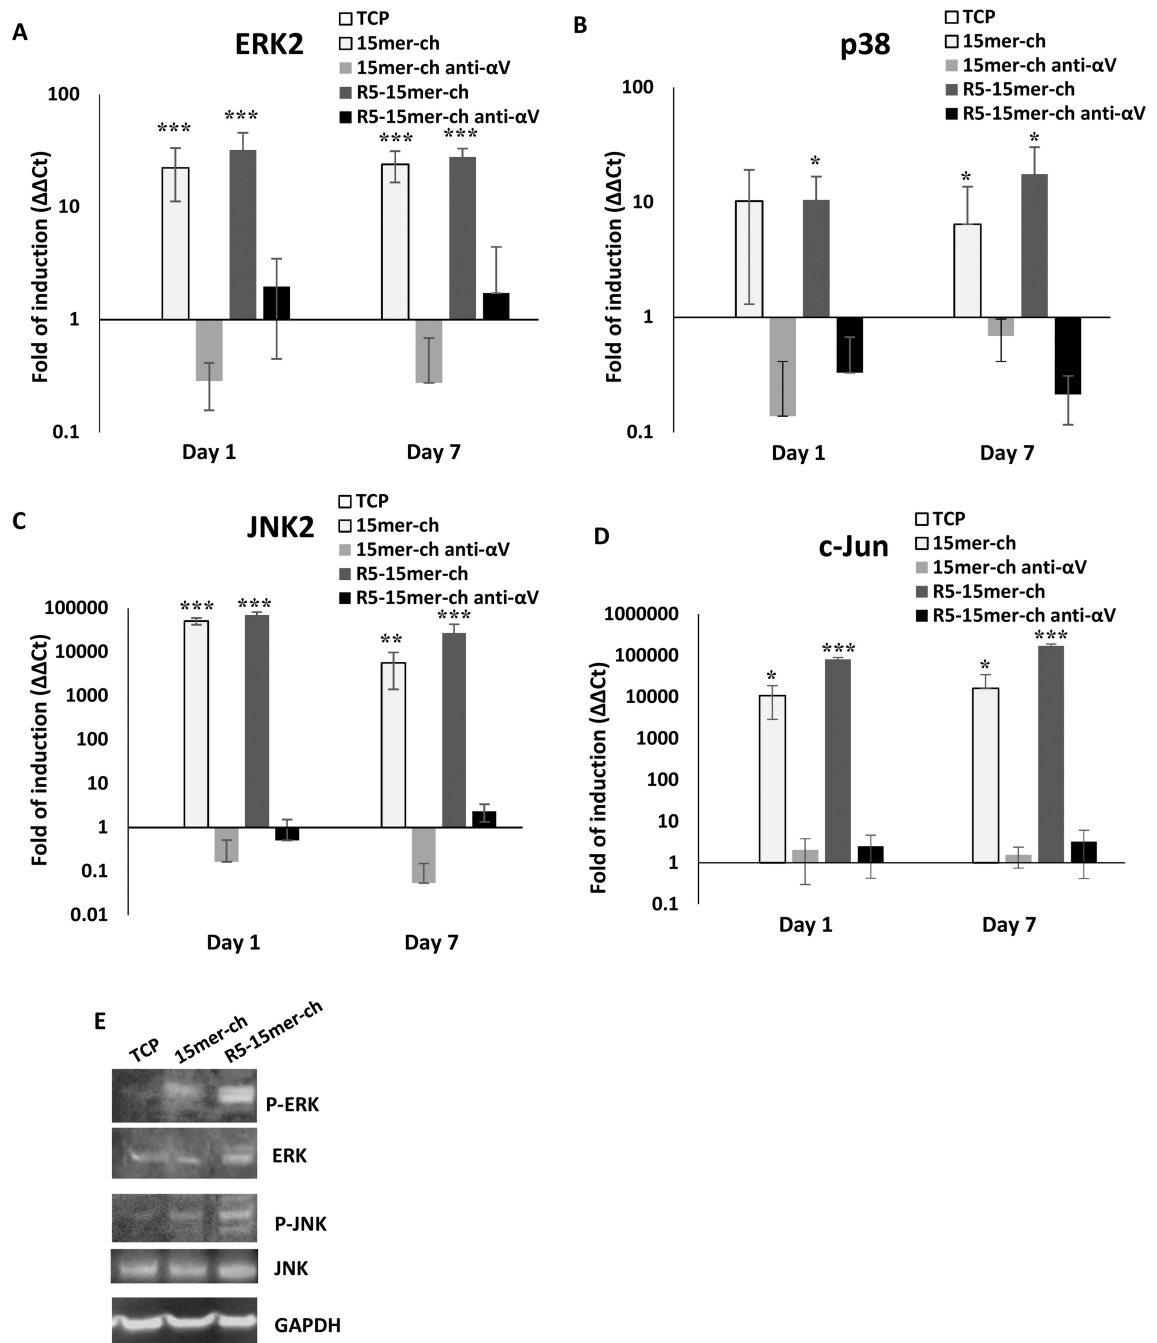 A
ERK2
TCP
15mer-ch
15mer-ch anti-αV
R5-15mer-ch
R5-15mer-ch anti-αV
Fold of induction (ΔΔCt)
100
10
1
0.1
***
***
***
***
Day 1
Day 7
B
p38
TCP
15mer-ch
15mer-ch anti-αV
R5-15mer-ch
R5-15mer-ch anti-αV
Fold of induction (ΔΔCt)
100
10
1
0.1
*
*
*
Day 1
Day 7
C
JNK2
TCP
15mer-ch
15mer-ch anti-αV
R5-15mer-ch
R5-15mer-ch anti-αV
Fold of induction (ΔΔCt)
100000
10000
1000
100
10
1
0.1
0.01
***
***
**
***
Day 1
Day 7
D
c-Jun
TCP
15mer-ch
15mer-ch anti-αV
R5-15mer-ch
R5-15mer-ch anti-αV
Fold of induction (ΔΔCt)
1000000
100000
10000
1000
100
10
1
0.1
*
***
*
***
Day 1
Day 7
E
TCP
15mer-ch
R5-15mer-ch
P-ERK
ERK
P-JNK
JNK
GAPDH